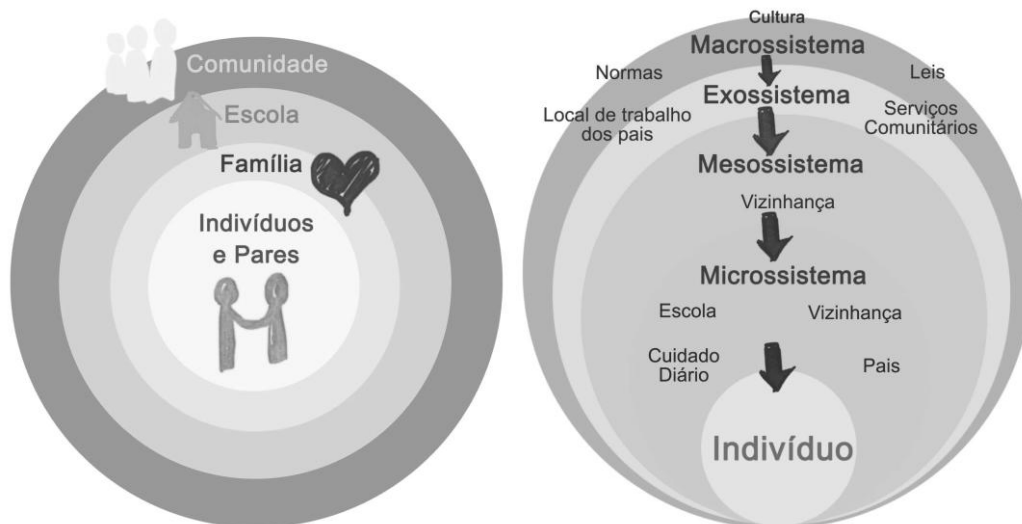 Comunidade
Escola
Família
Indivíduos
e Pares
Cultura
Macrossistema
Normas
Leis
Exossistema
Local de trabalho
dos pais
Serviços
Comunitários
Mesossistema
Vizinhança
Microssistema
Escola
Vizinhança
Cuidado
Diário
Pais
Indivíduo